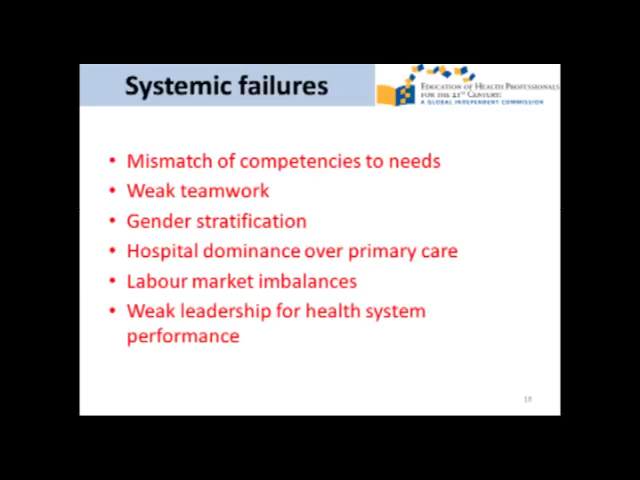 Systemic failures
EDUCATION OF HEALTH PROFESSIONALS
FOR THE 21ST CENTURY:
A GLOBAL INDEPENDENT COMMISSION
• Mismatch of competencies to needs
• Weak teamwork
• Gender stratification
• Hospital dominance over primary care
• Labour market imbalances
• Weak leadership for health system
performance